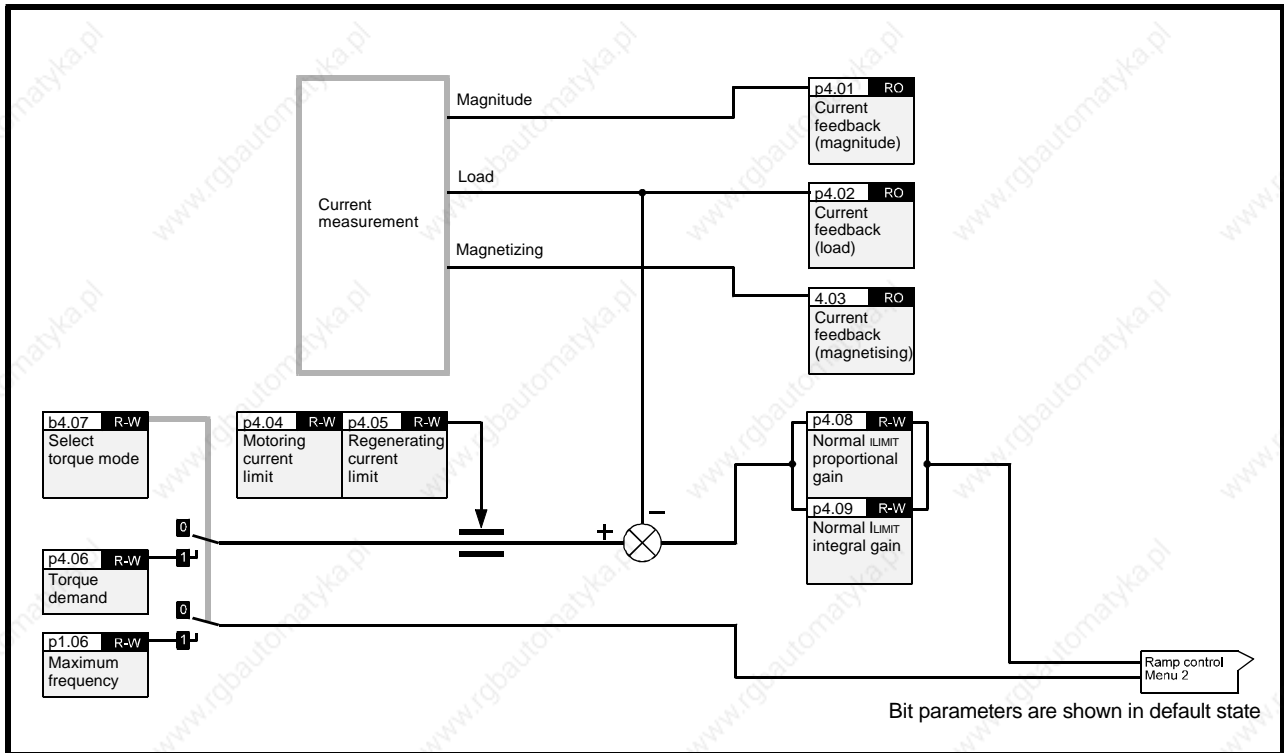 Magnitude
p4.01 RO
Current
feedback
(magnitude)
Load
Current
measurement
p4.02 RO
Current
feedback
(load)
Magnetizing
4.03 RO
Current
feedback
(magnetising)
b4.07 R-W
Select
torque mode
p4.04 R-W
Motoring
current
limit
p4.05 R-W
Regenerating
current
limit
p4.08 R-W
Normal ILIMIT
proportional
gain
p4.09 R-W
Normal ILIMIT
integral gain
0
1
+
−
p4.06 R-W
Torque
demand
0
1
p1.06 R-W
Maximum
frequency
Ramp control
Menu 2
Bit parameters are shown in default state
www.rgbautomatyka.pl